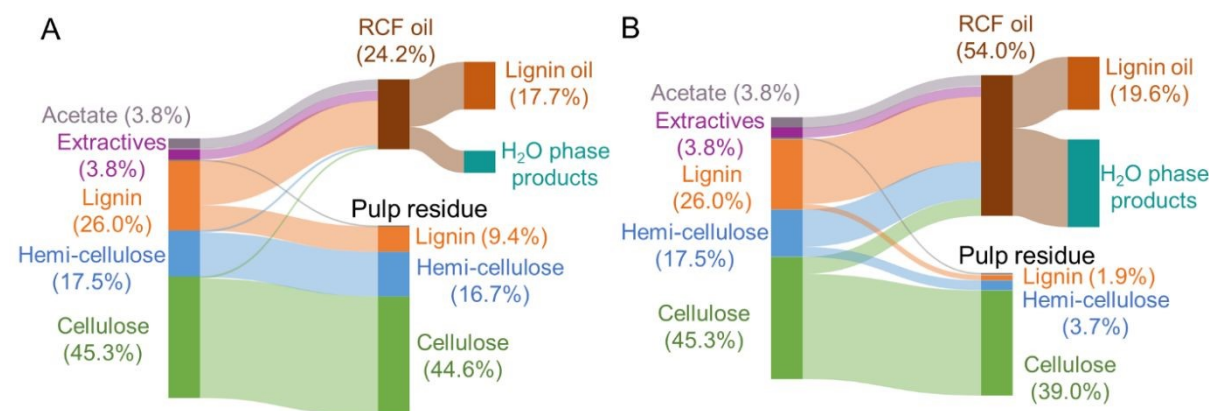 A
RCF oil
(24.2%)
Lignin oil
(17.7%)
Acetate (3.8%)
Extractives
(3.8%)
H₂O phase
products
Lignin
(26.0%)
Pulp residue
Lignin (9.4%)
Hemi-cellulose
(17.5%)
Hemi-cellulose
(16.7%)
Cellulose
(45.3%)
Cellulose
(44.6%)
B
RCF oil
(54.0%)
Lignin oil
(19.6%)
Acetate (3.8%)
Extractives
(3.8%)
H₂O phase
products
Lignin
(26.0%)
Hemi-cellulose
(17.5%)
Pulp residue
Lignin (1.9%)
Hemi-cellulose
(3.7%)
Cellulose
(45.3%)
Cellulose
(39.0%)